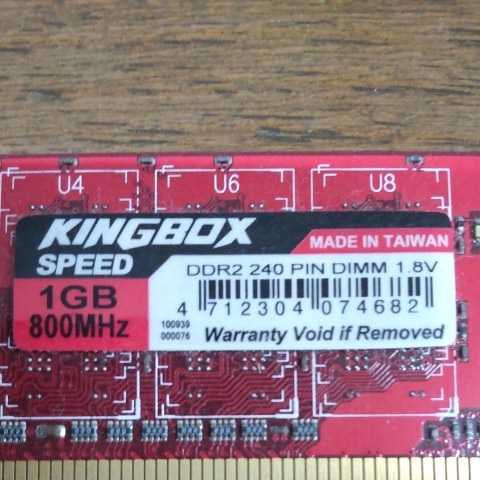 U4 U6 U8
KINGBOX
SPEED
MADE IN TAIWAN
1GB
800MHz
DDR2 240 PIN DIMM 1.8V
4 712304 074682
100939
000076
Warranty Void if Removed